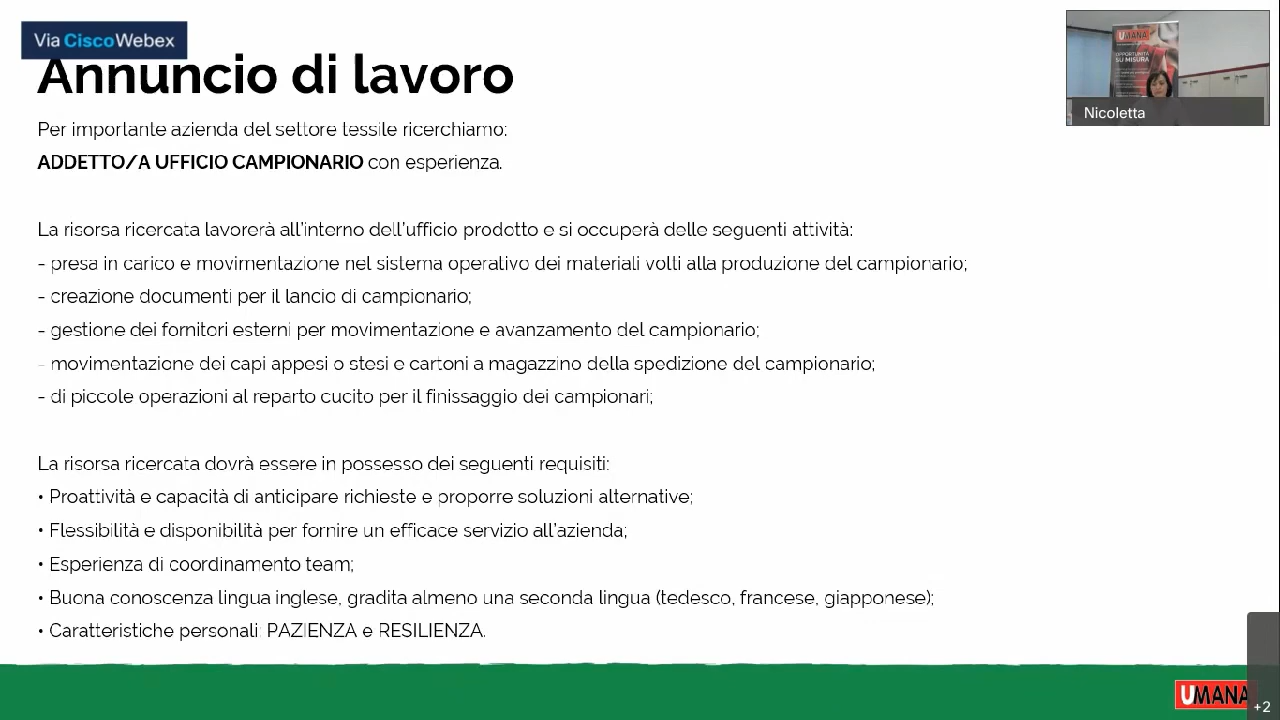 Via Cisco Webex
Annuncio di lavoro
Per importante azienda del settore tessile ricerchiamo:
ADDETTO/A UFFICIO CAMPIONARIO con esperienza.
La risorsa ricercata lavorerà all'interno dell'ufficio prodotto e si occuperà delle seguenti attività:
- presa in carico e movimentazione nel sistema operativo dei materiali volti alla produzione del campionario;
- creazione documenti per il lancio di campionario;
- gestione dei fornitori esterni per movimentazione e avanzamento del campionario;
- movimentazione dei capi appesi o stesi e cartoni a magazzino della spedizione del campionario;
- di piccole operazioni al reparto cucito per il finissaggio dei campionari;
La risorsa ricercata dovrà essere in possesso dei seguenti requisiti:
• Proattività e capacità di anticipare richieste e proporre soluzioni alternative;
• Flessibilità e disponibilità per fornire un efficace servizio all'azienda;
• Esperienza di coordinamento team;
• Buona conoscenza lingua inglese, gradita almeno una seconda lingua (tedesco, francese, giapponese);
• Caratteristiche personali: PAZIENZA e RESILIENZA.
UMANA
OPPORTUNITÀ
SU MISURA
Nicoletta
UMANA
+2